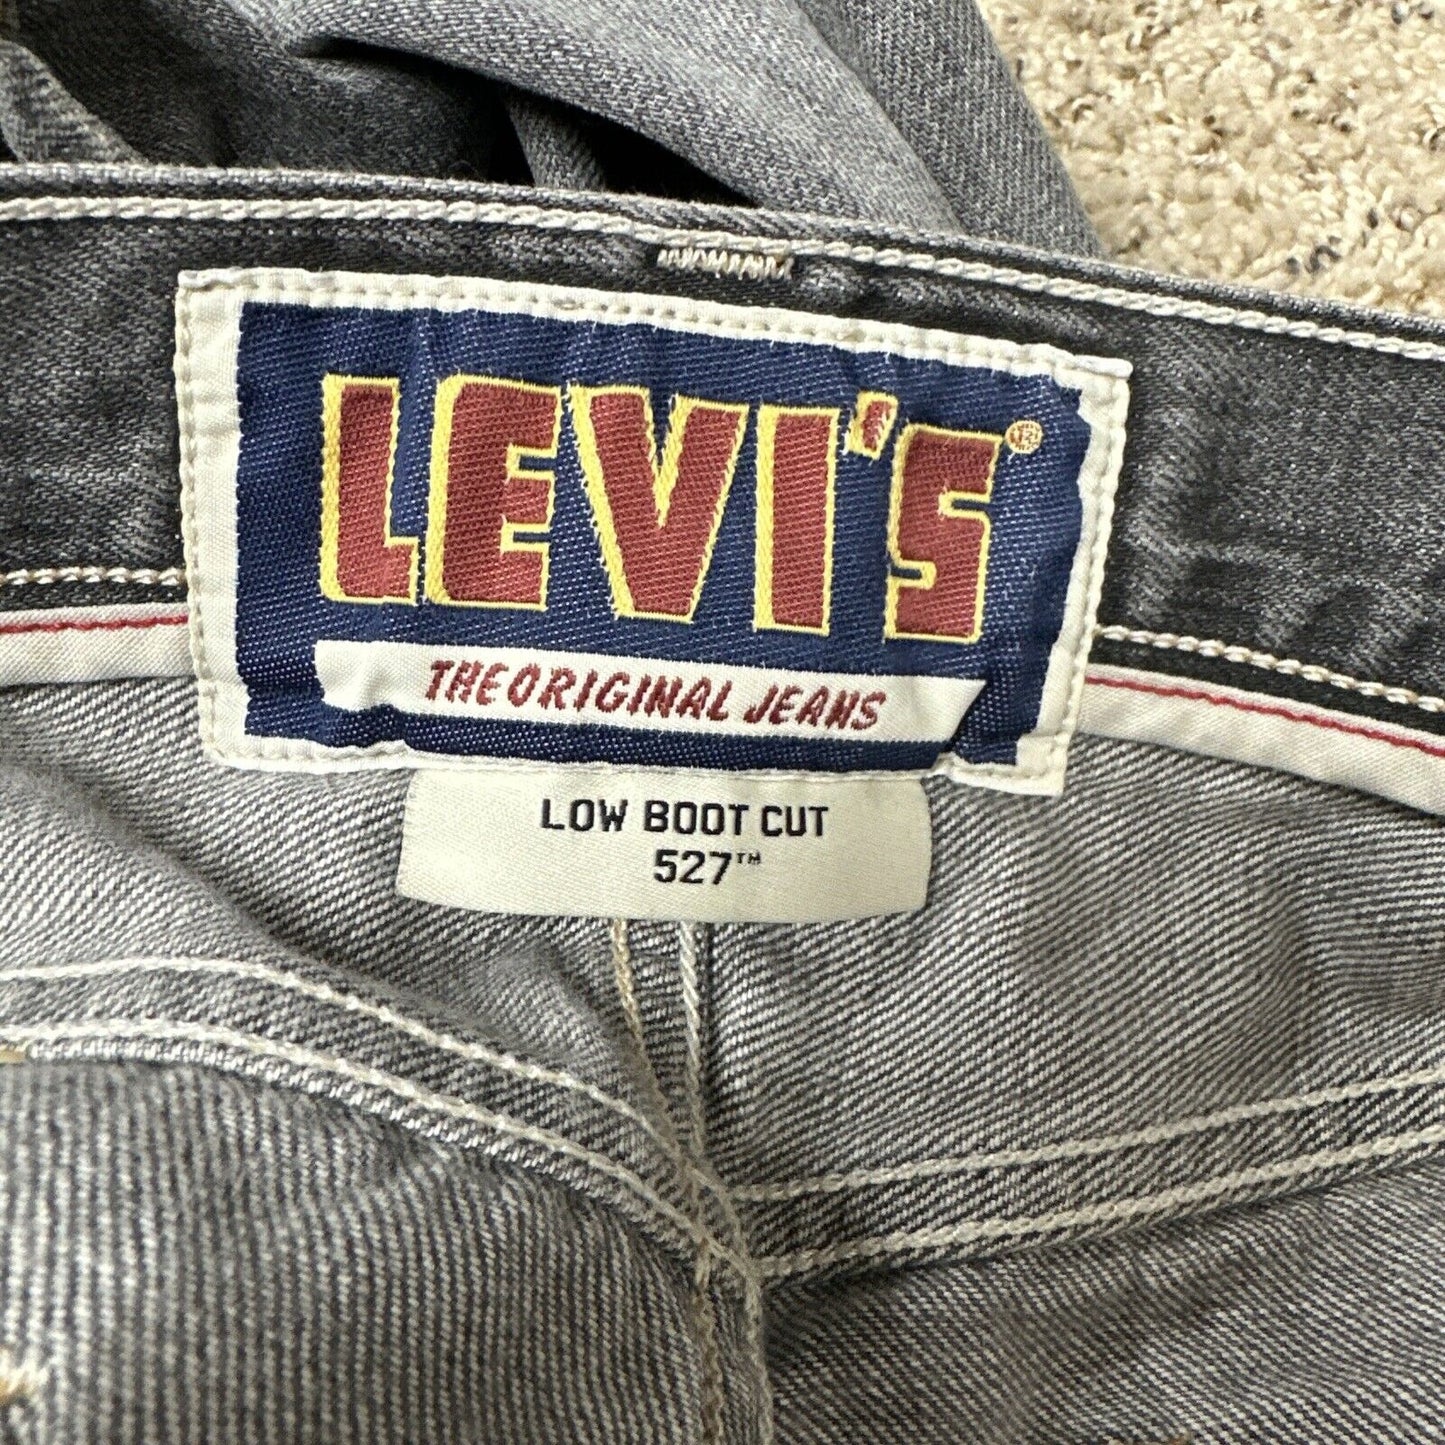 LEVI'S®
THE ORIGINAL JEANS
LOW BOOT CUT
527™